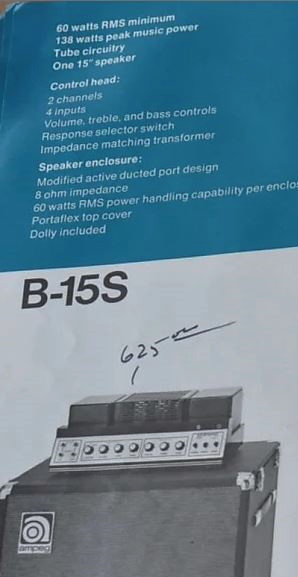 60 watts RMS minimum
138 watts peak music power
Tube circuitry
One 15" speaker
Control head:
2 channels
4 inputs
Volume, treble, and bass controls
Response selector switch
Impedance matching transformer
Speaker enclosure:
Modified active ducted port design
8 ohm impedance
60 watts RMS power handling capability per enclos
Portaflex top cover
Dolly included
B-15S
625
ampeg